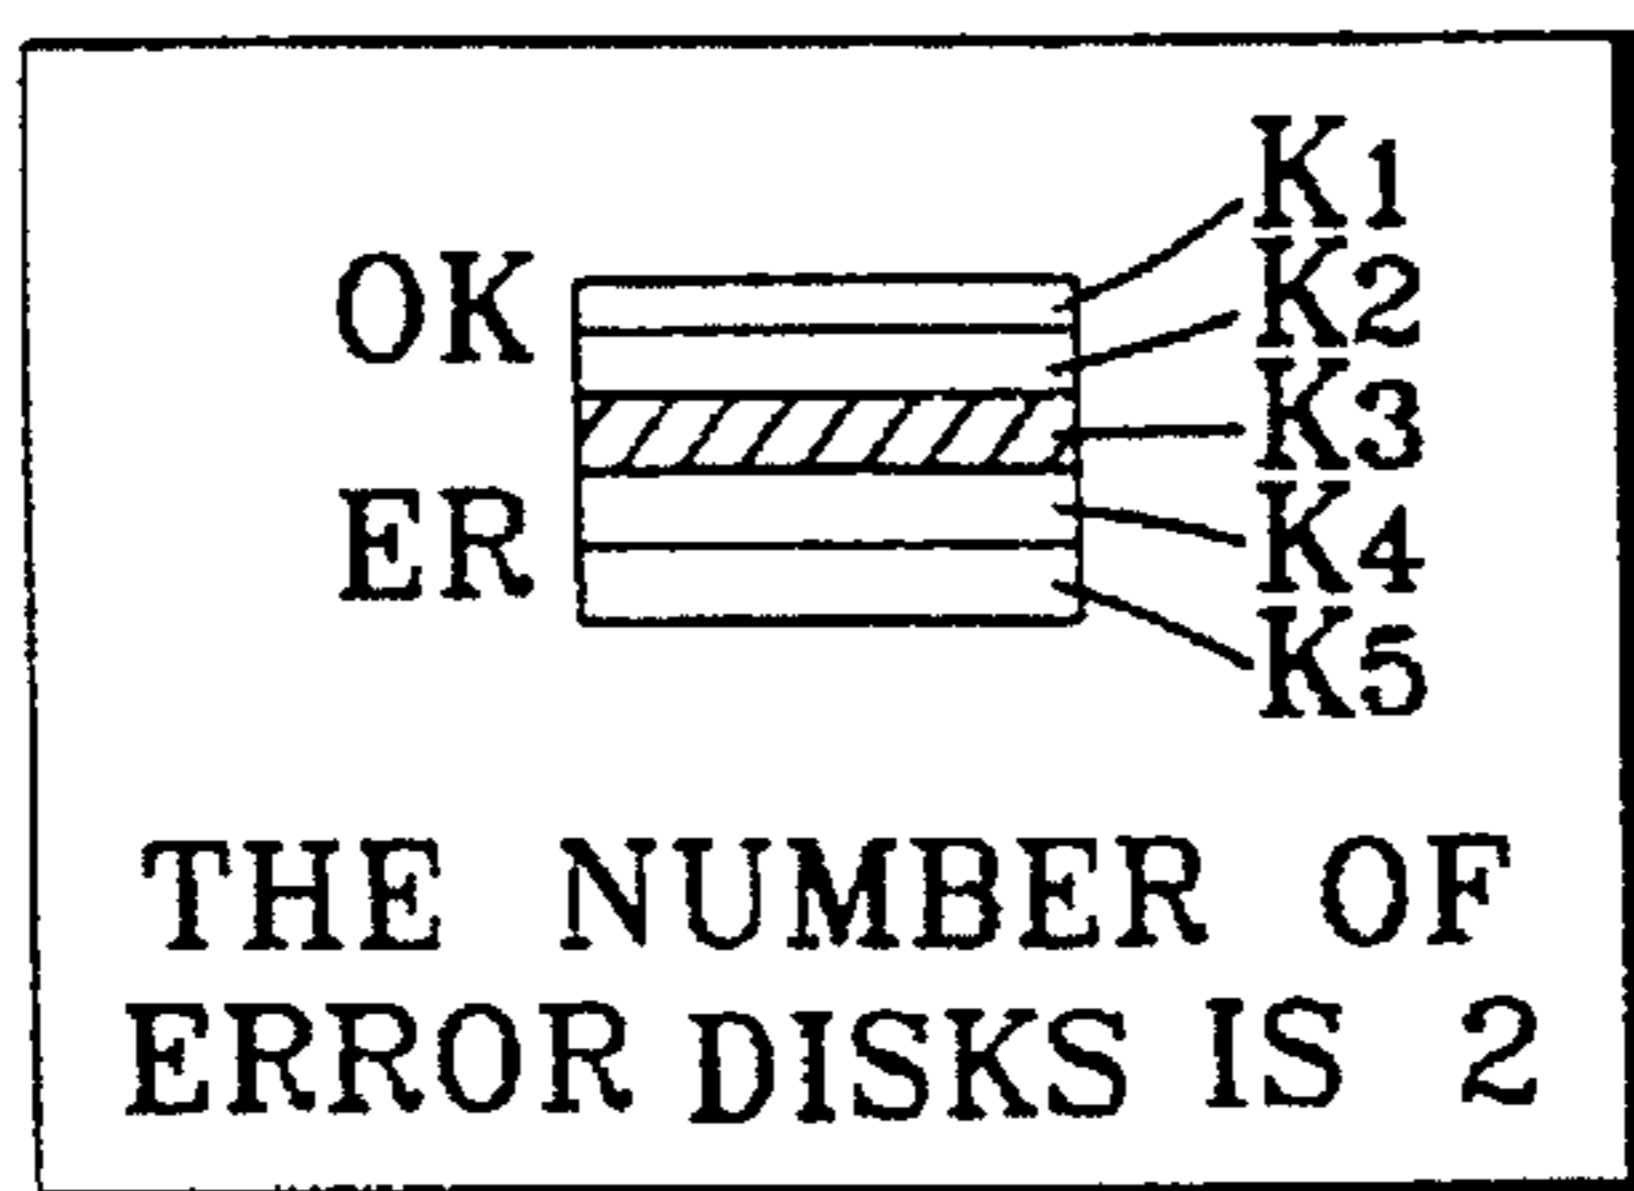 K1
OK
K2
K3
ER
K4
K5
THE NUMBER OF
ERROR DISKS IS 2